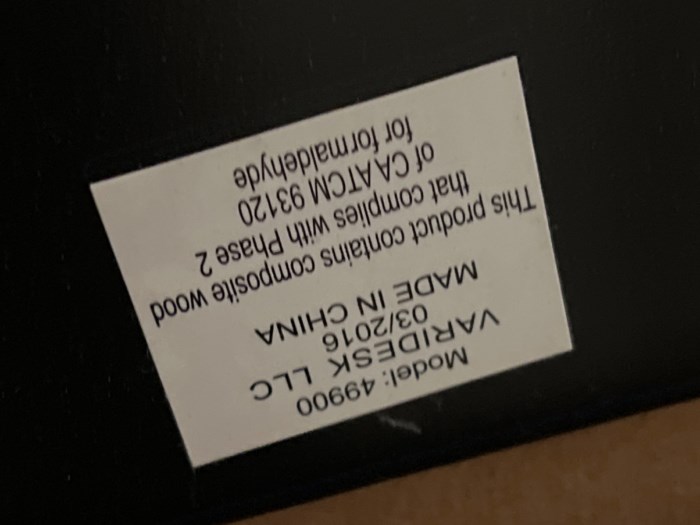 Model: 49900
VARIDESK LLC
03/2016
MADE IN CHINA
This product contains composite wood
that complies with Phase 2
of CA ATCM 93120
for formaldehyde